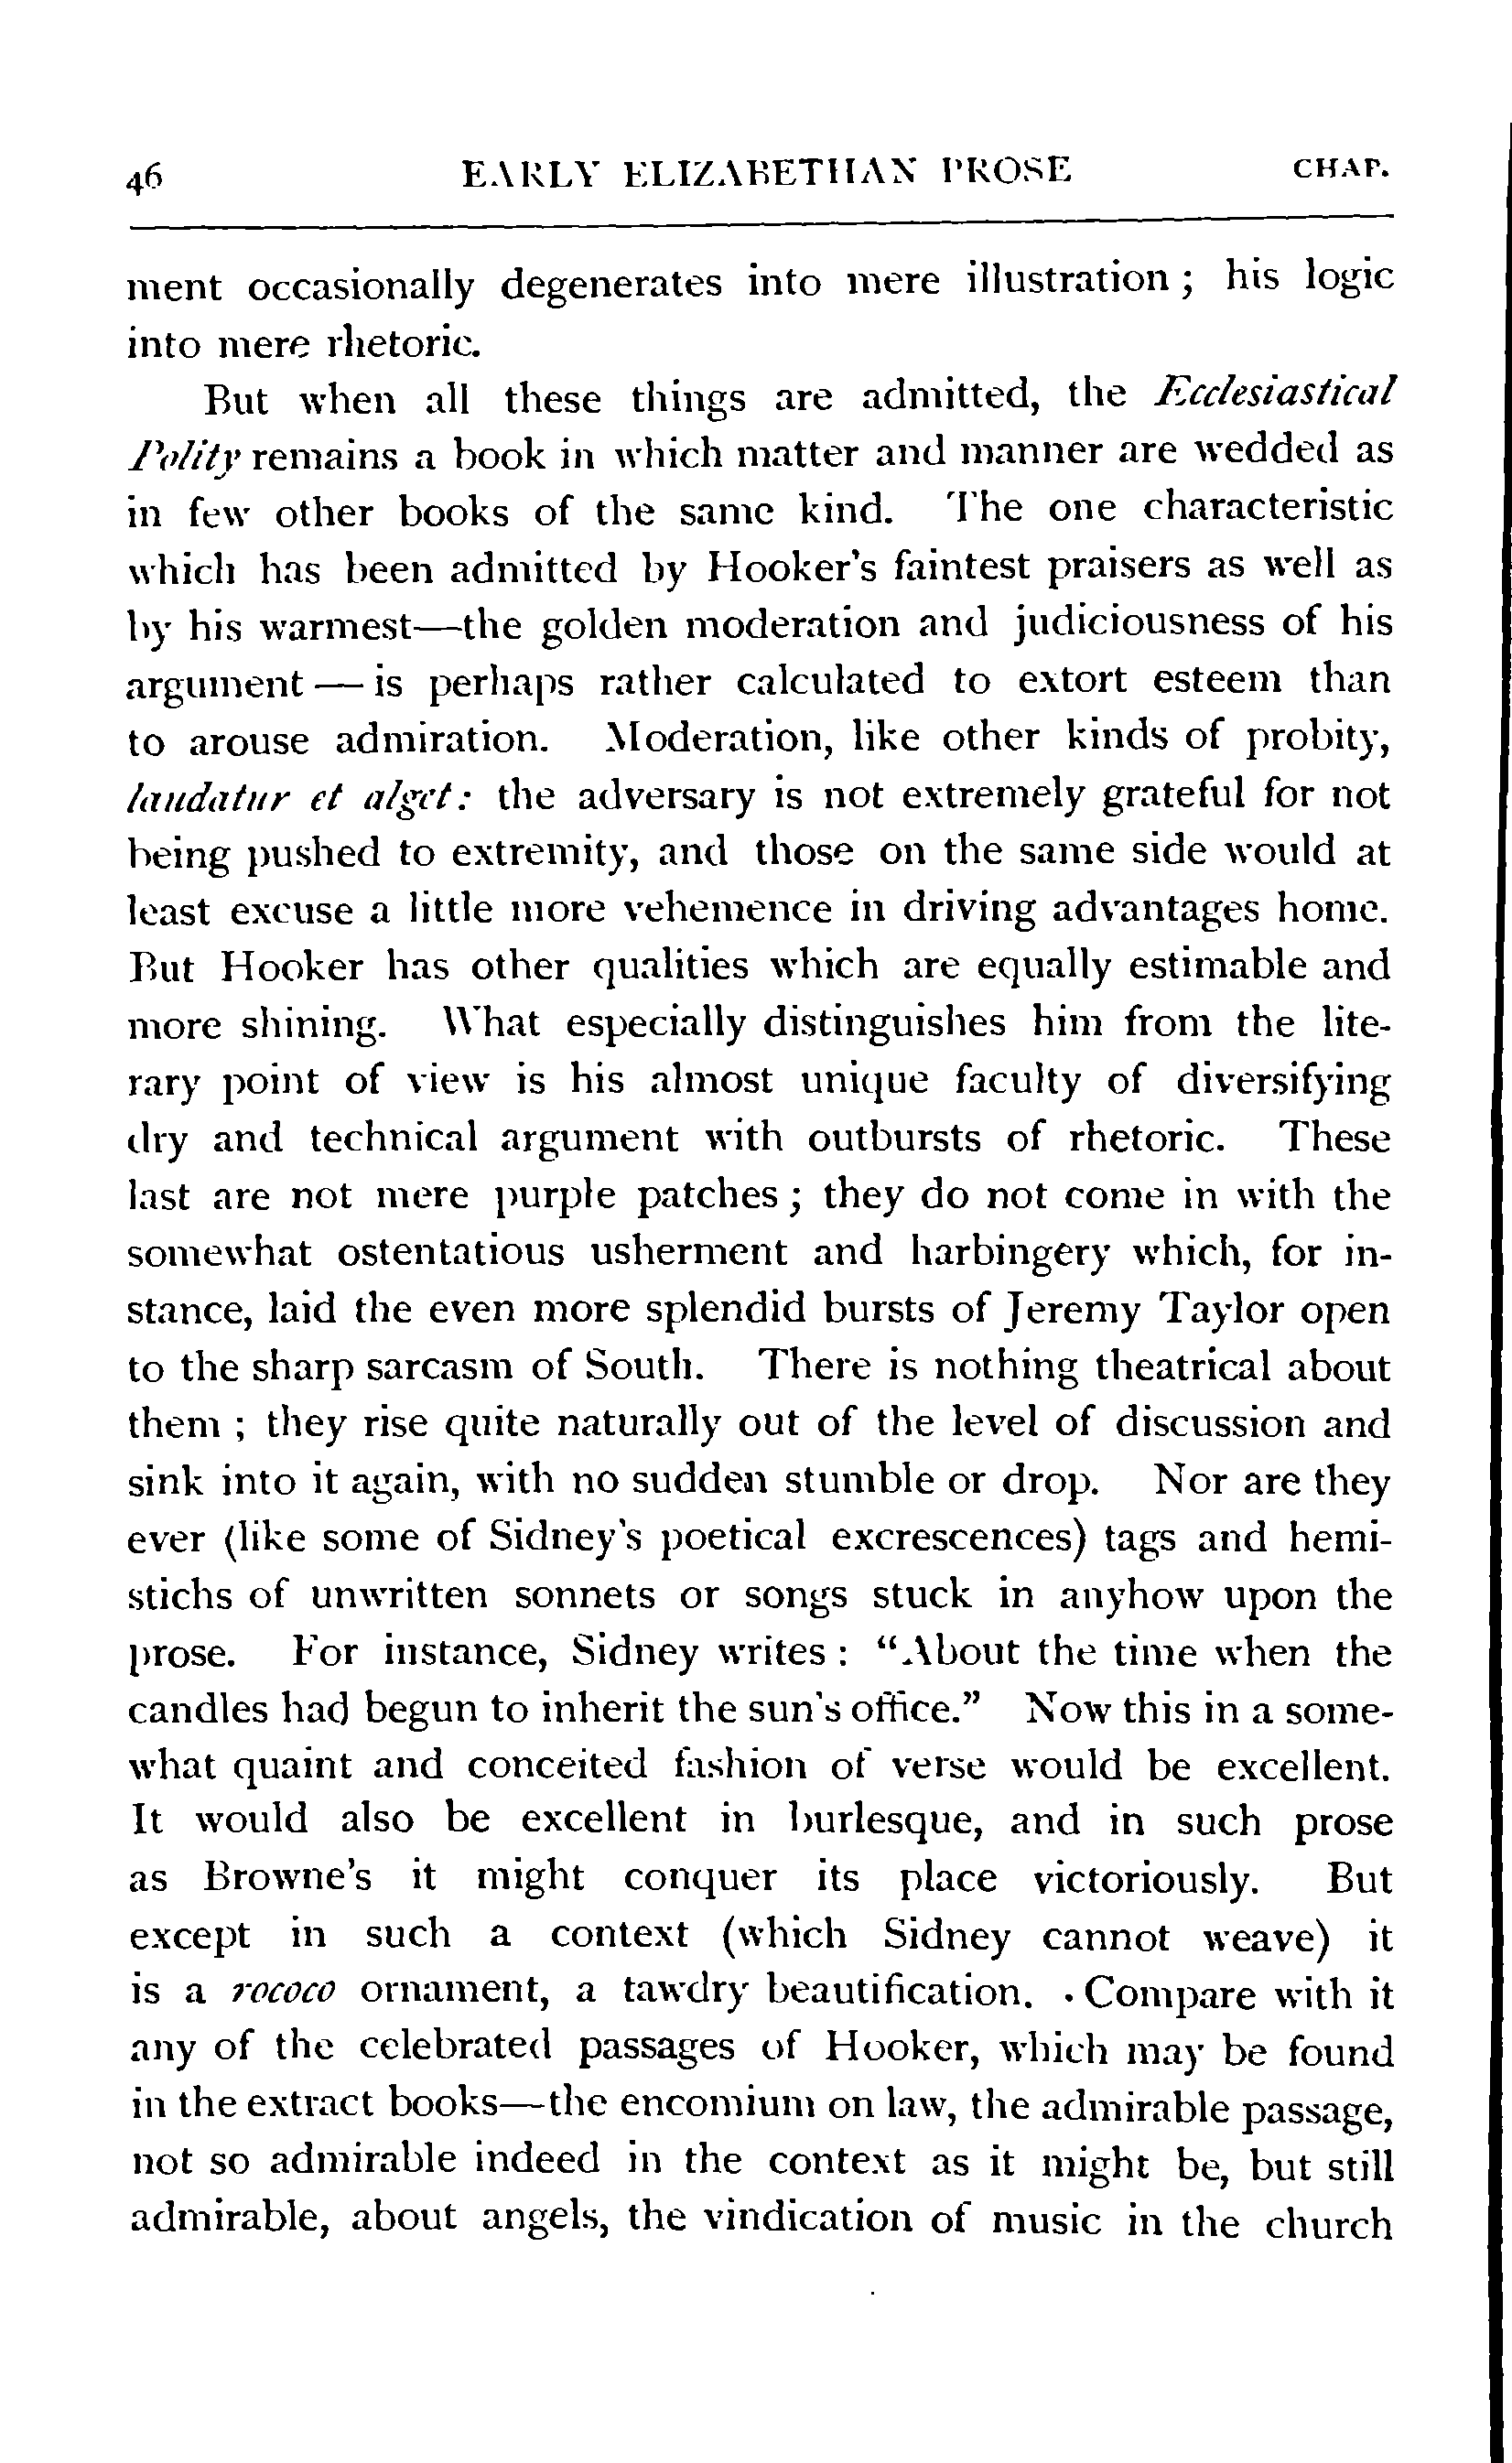 46 EARLY ELIZABETHAN PROSE CHAP.
ment occasionally degenerates into mere illustration ; his logic
into mere rhetoric.
But when all these things are admitted, the Ecclesiastical
Polity remains a book in which matter and manner are wedded as
in few other books of the same kind. The one characteristic
which has been admitted by Hooker's faintest praisers as well as
by his warmest—the golden moderation and judiciousness of his
argument — is perhaps rather calculated to extort esteem than
to arouse admiration. Moderation, like other kinds of probity,
laudatur et alget: the adversary is not extremely grateful for not
being pushed to extremity, and those on the same side would at
least excuse a little more vehemence in driving advantages home.
But Hooker has other qualities which are equally estimable and
more shining. What especially distinguishes him from the lite-
rary point of view is his almost unique faculty of diversifying
dry and technical argument with outbursts of rhetoric. These
last are not mere purple patches ; they do not come in with the
somewhat ostentatious usherment and harbingery which, for in-
stance, laid the even more splendid bursts of Jeremy Taylor open
to the sharp sarcasm of South. There is nothing theatrical about
them ; they rise quite naturally out of the level of discussion and
sink into it again, with no sudden stumble or drop. Nor are they
ever (like some of Sidney's poetical excrescences) tags and hemi-
stichs of unwritten sonnets or songs stuck in anyhow upon the
prose. For instance, Sidney writes : "About the time when the
candles had begun to inherit the sun's office." Now this in a some-
what quaint and conceited fashion of verse would be excellent.
It would also be excellent in burlesque, and in such prose
as Browne's it might conquer its place victoriously. But
except in such a context (which Sidney cannot weave) it
is a rococo ornament, a tawdry beautification. Compare with it
any of the celebrated passages of Hooker, which may be found
in the extract books—the encomium on law, the admirable passage,
not so admirable indeed in the context as it might be, but still
admirable, about angels, the vindication of music in the church